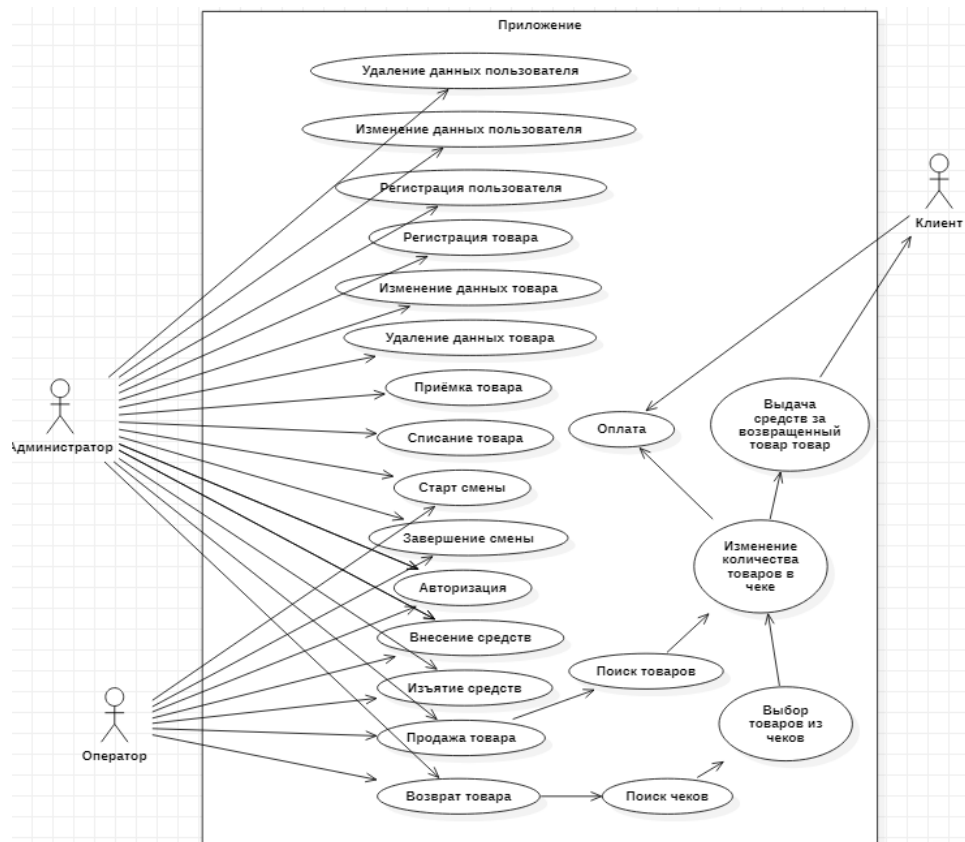 Приложение
Удаление данных пользователя
Изменение данных пользователя
Регистрация пользователя
Клиент
Регистрация товара
Изменение данных товара
Удаление данных товара
Приёмка товара
Администратор
Списание товара
Оплата
Выдача
средств за
возвращенный
товар товар
Старт смены
Завершение смены
Изменение
количества
товаров в
чеке
Авторизация
Внесение средств
Изъятие средств
Поиск товаров
Выбор
товаров из
чеков
Оператор
Продажа товара
Возврат товара
Поиск чеков